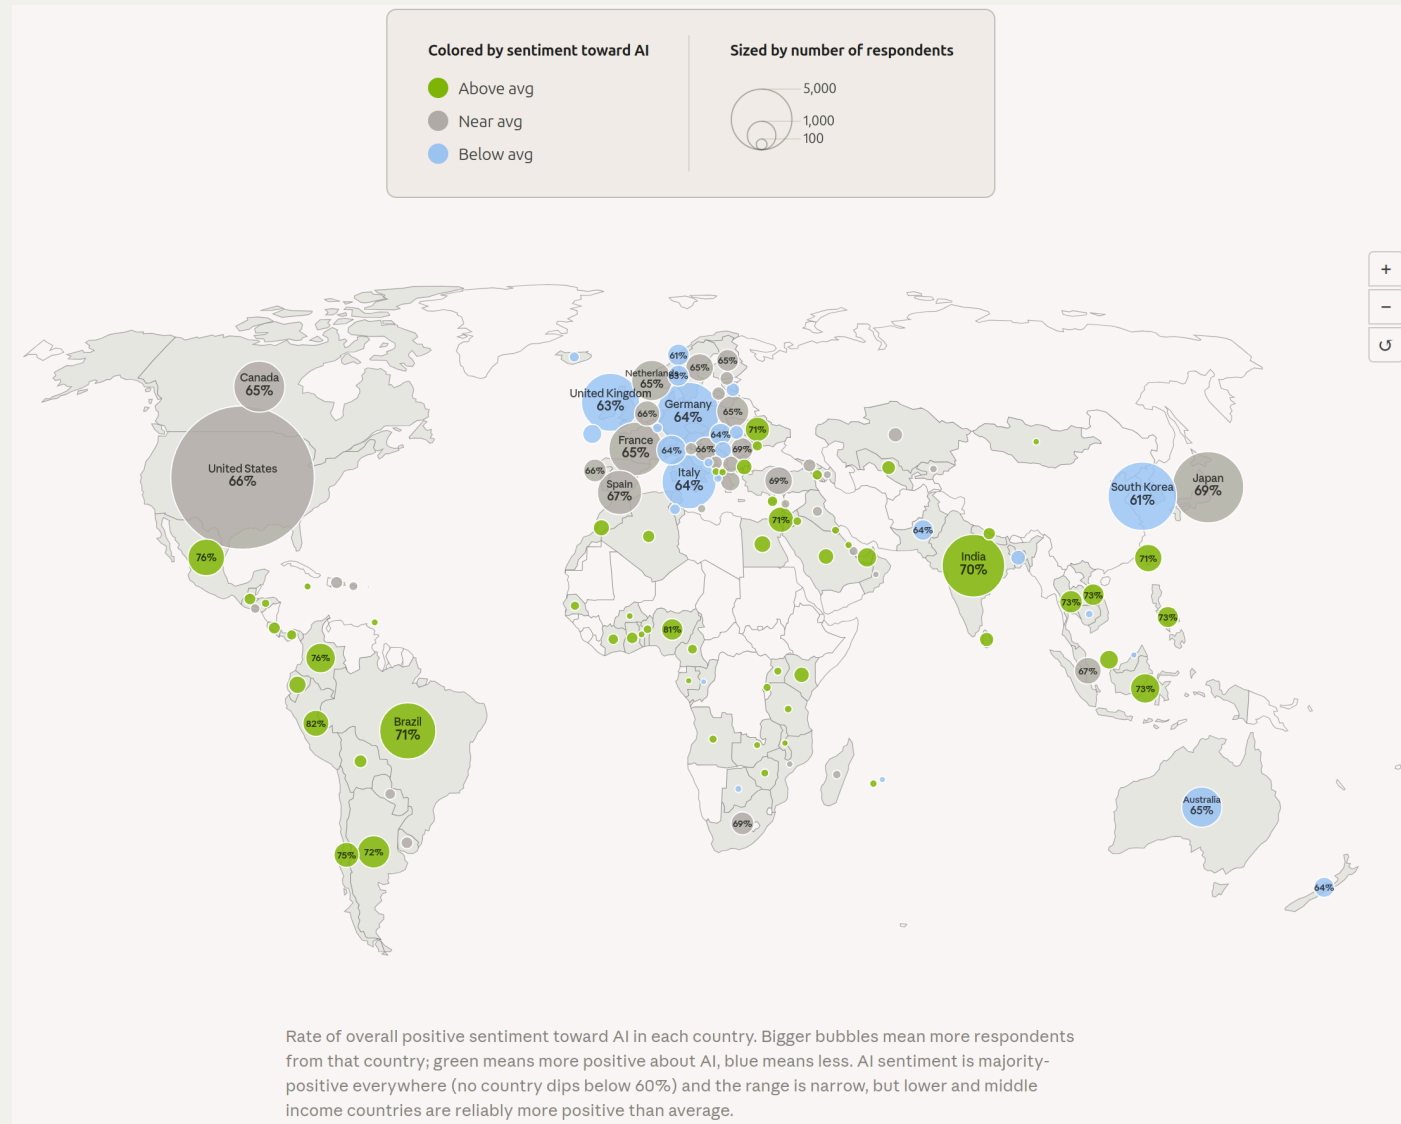 Colored by sentiment toward AI
Above avg
Near avg
Below avg
Sized by number of respondents
5,000
1,000
100
+
−
↺
Canada
65%
United States
66%
76%
76%
82%
Brazil
71%
75%
72%
61%
65%
65%
Netherlands
65%
63%
United Kingdom
63%
Germany
64%
66%
65%
71%
France
65%
64%
64%
66%
69%
66%
Spain
67%
Italy
64%
69%
71%
81%
69%
64%
India
70%
South Korea
61%
Japan
69%
71%
73%
73%
73%
67%
73%
Australia
65%
64%
Rate of overall positive sentiment toward AI in each country. Bigger bubbles mean more respondents
from that country; green means more positive about AI, blue means less. AI sentiment is majority-
positive everywhere (no country dips below 60%) and the range is narrow, but lower and middle
income countries are reliably more positive than average.